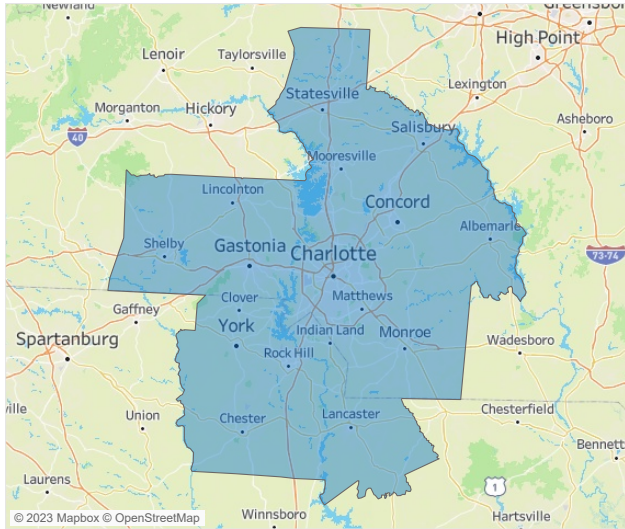 Newland
Greensboro
High Point
Lenoir
Taylorsville
Statesville
Lexington
Morganton
Hickory
40
Salisbury
Asheboro
Mooresville
Lincolnton
Concord
Albemarle
Shelby
Gastonia
Charlotte
73-74
Clover
Matthews
Gaffney
York
Indian Land
Monroe
Spartanburg
Rock Hill
Wadesboro
ville
Union
Chester
Lancaster
Chesterfield
Bennett
Laurens
1
Winnsboro
Hartsville
© 2023 Mapbox © OpenStreetMap